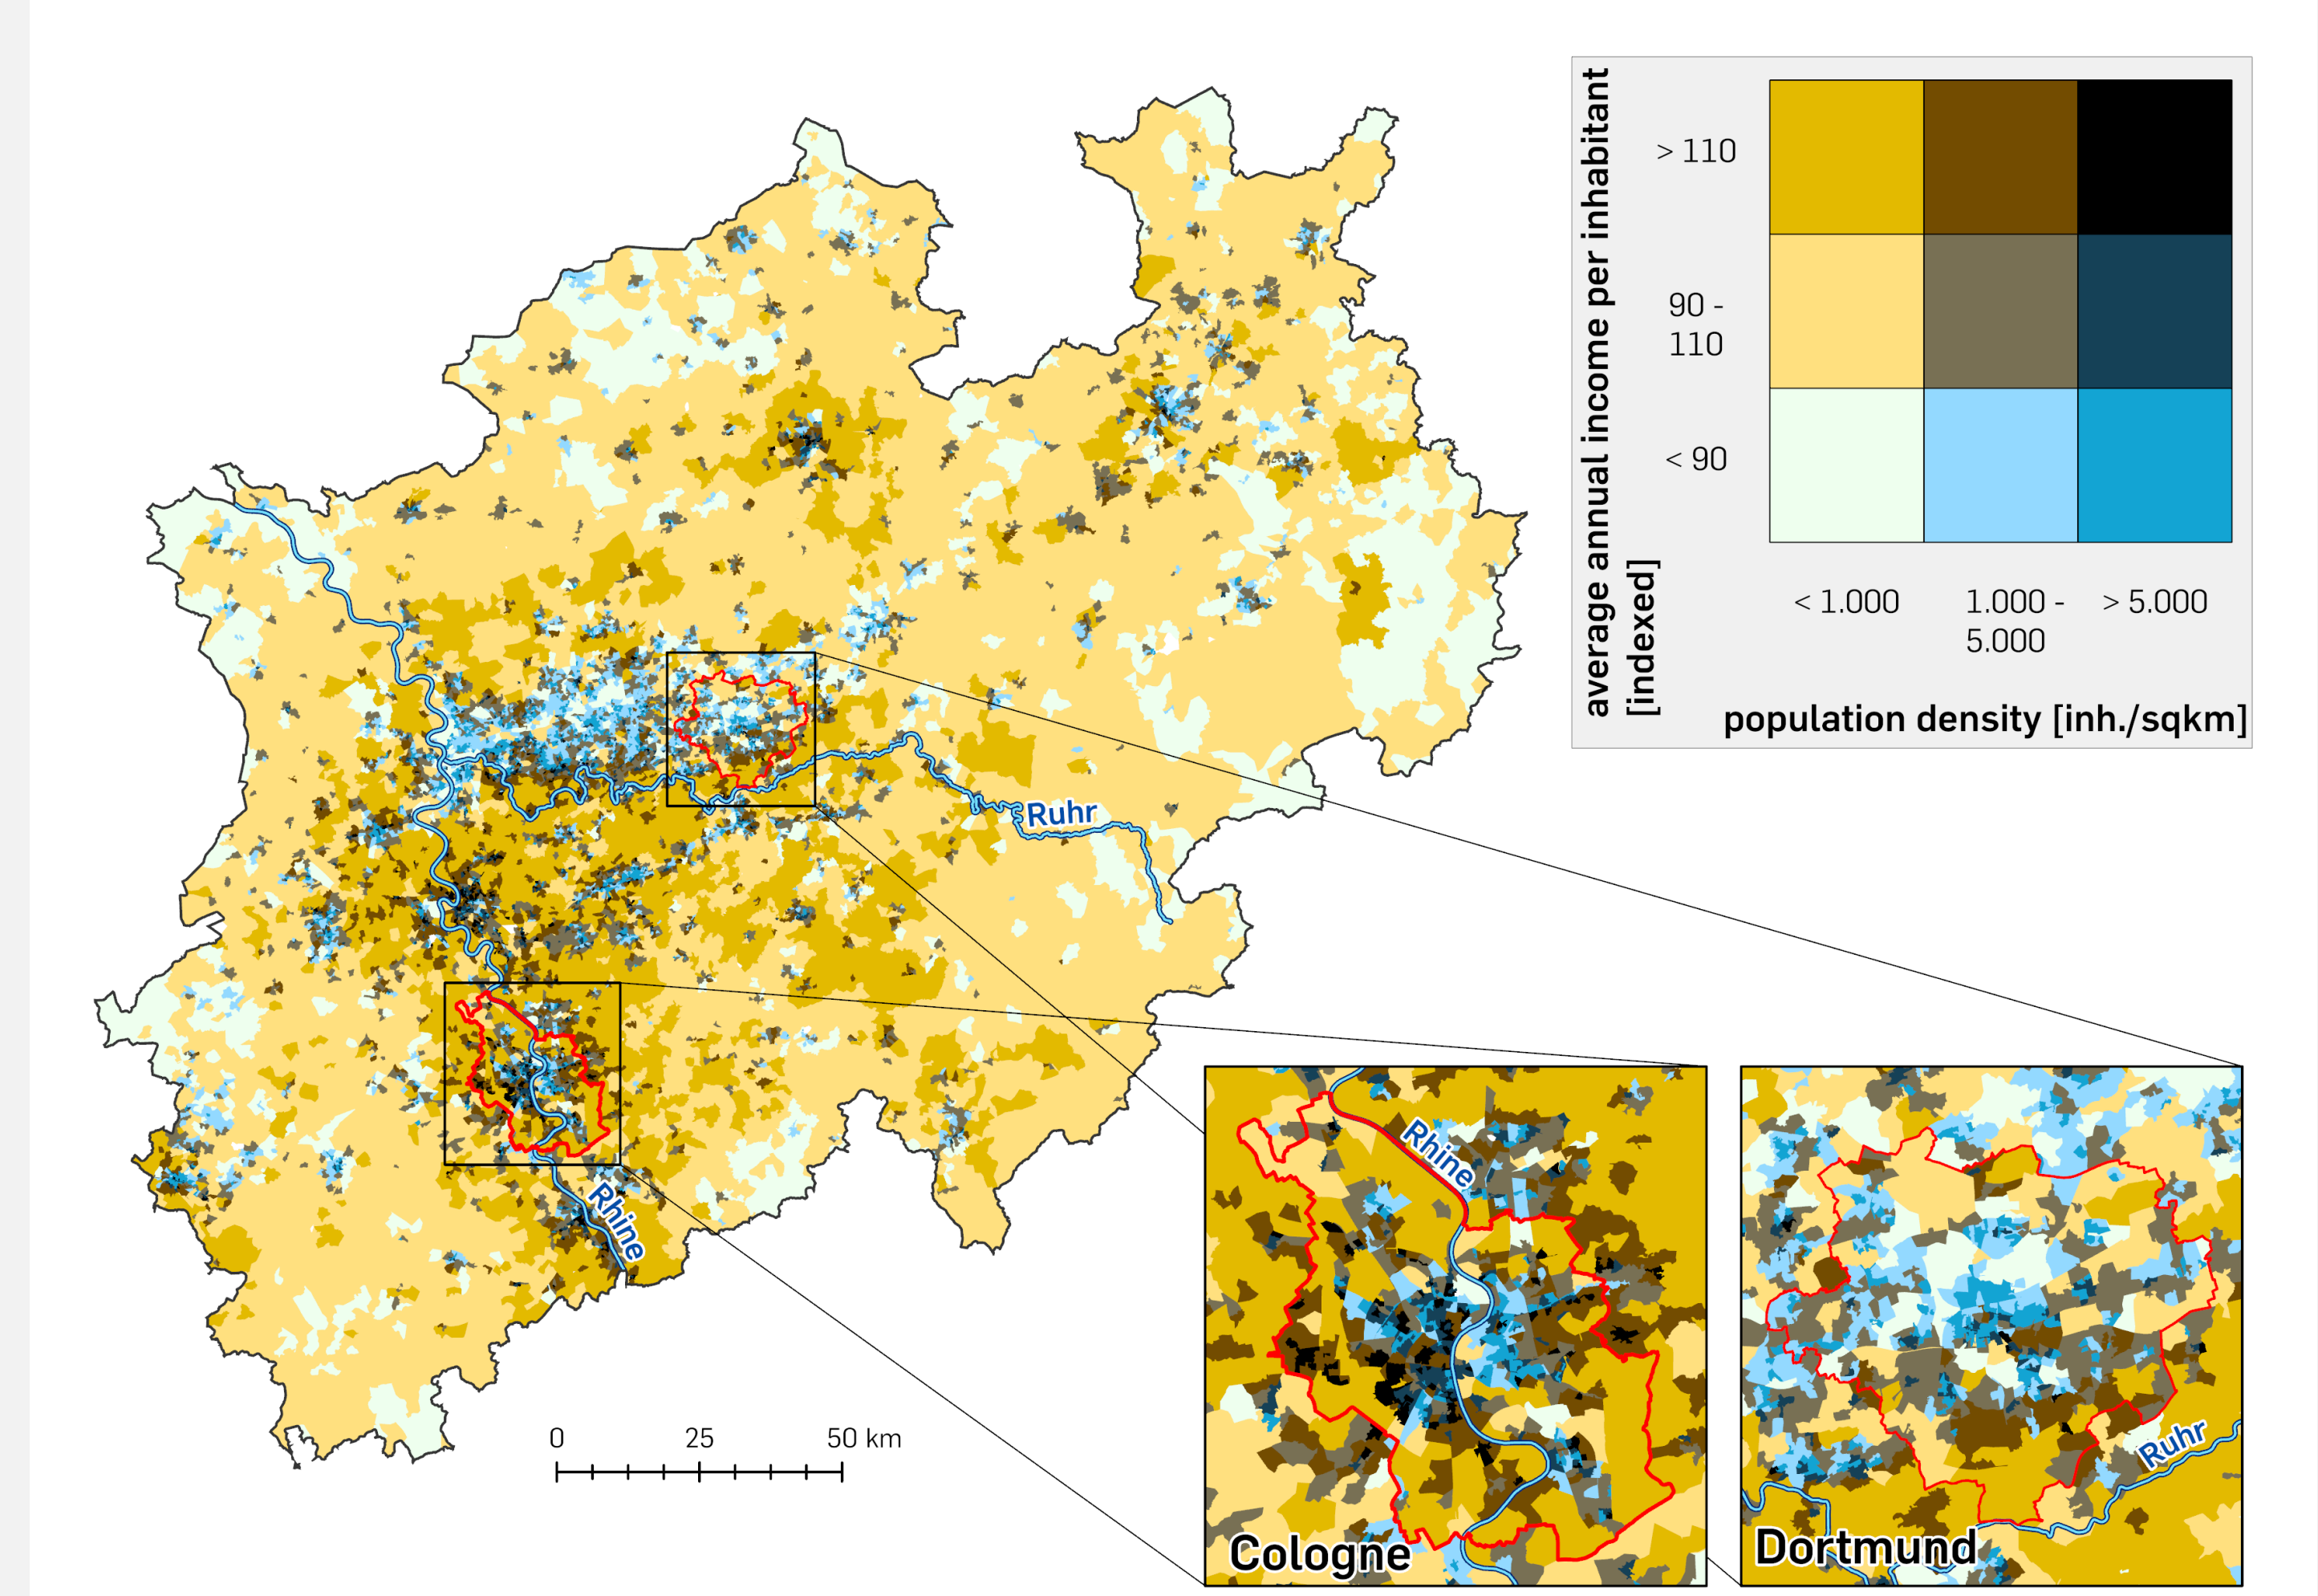 average annual income per inhabitant
[indexed]
> 110
90 -
110
< 90
< 1.000
1.000 -
5.000
> 5.000
population density [inh./sqkm]
Ruhr
Rhine
0
25
50 km
Rhine
Cologne
Ruhr
Dortmund